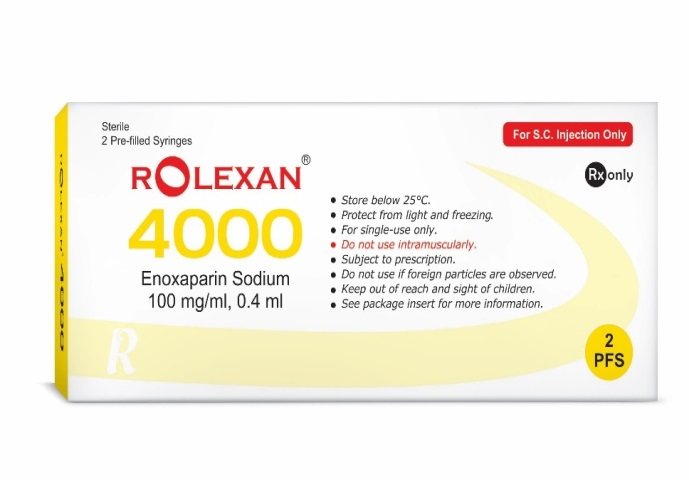 Sterile
2 Pre-filled Syringes
For S.C. Injection Only
ROLEXAN®
Rx only
4000
Enoxaparin Sodium
100 mg/ml, 0.4 ml
• Store below 25°C.
• Protect from light and freezing.
• For single-use only.
• Do not use intramuscularly.
• Subject to prescription.
• Do not use if foreign particles are observed.
• Keep out of reach and sight of children.
• See package insert for more information.
R
2
PFS
ROLEXAN® 4000